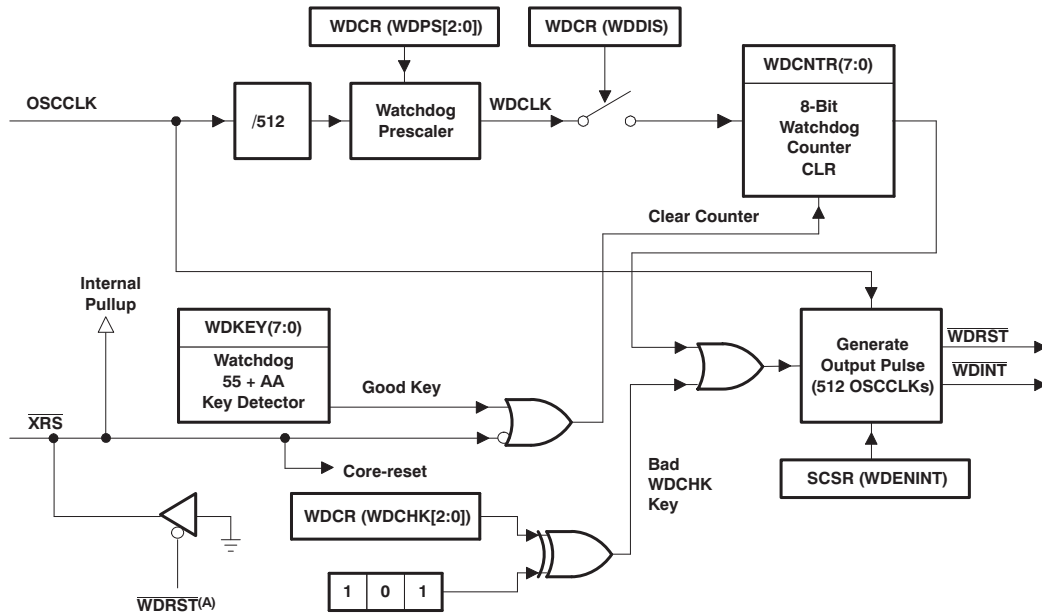 WDCR (WDPS[2:0])
WDCR (WDDIS)
WDCNTR(7:0)
OSCCLK
/512
Watchdog
Prescaler
WDCLK
8-Bit
Watchdog
Counter
CLR
Clear Counter
Internal
Pullup
WDKEY(7:0)
Watchdog
55 + AA
Key Detector
Good Key
Generate
Output Pulse
(512 OSCCLKs)
WDRST
WDINT
XRS
Core-reset
Bad
WDCHK
Key
SCSR (WDENINT)
WDCR (WDCHK[2:0])
1 0 1
WDRST(A)